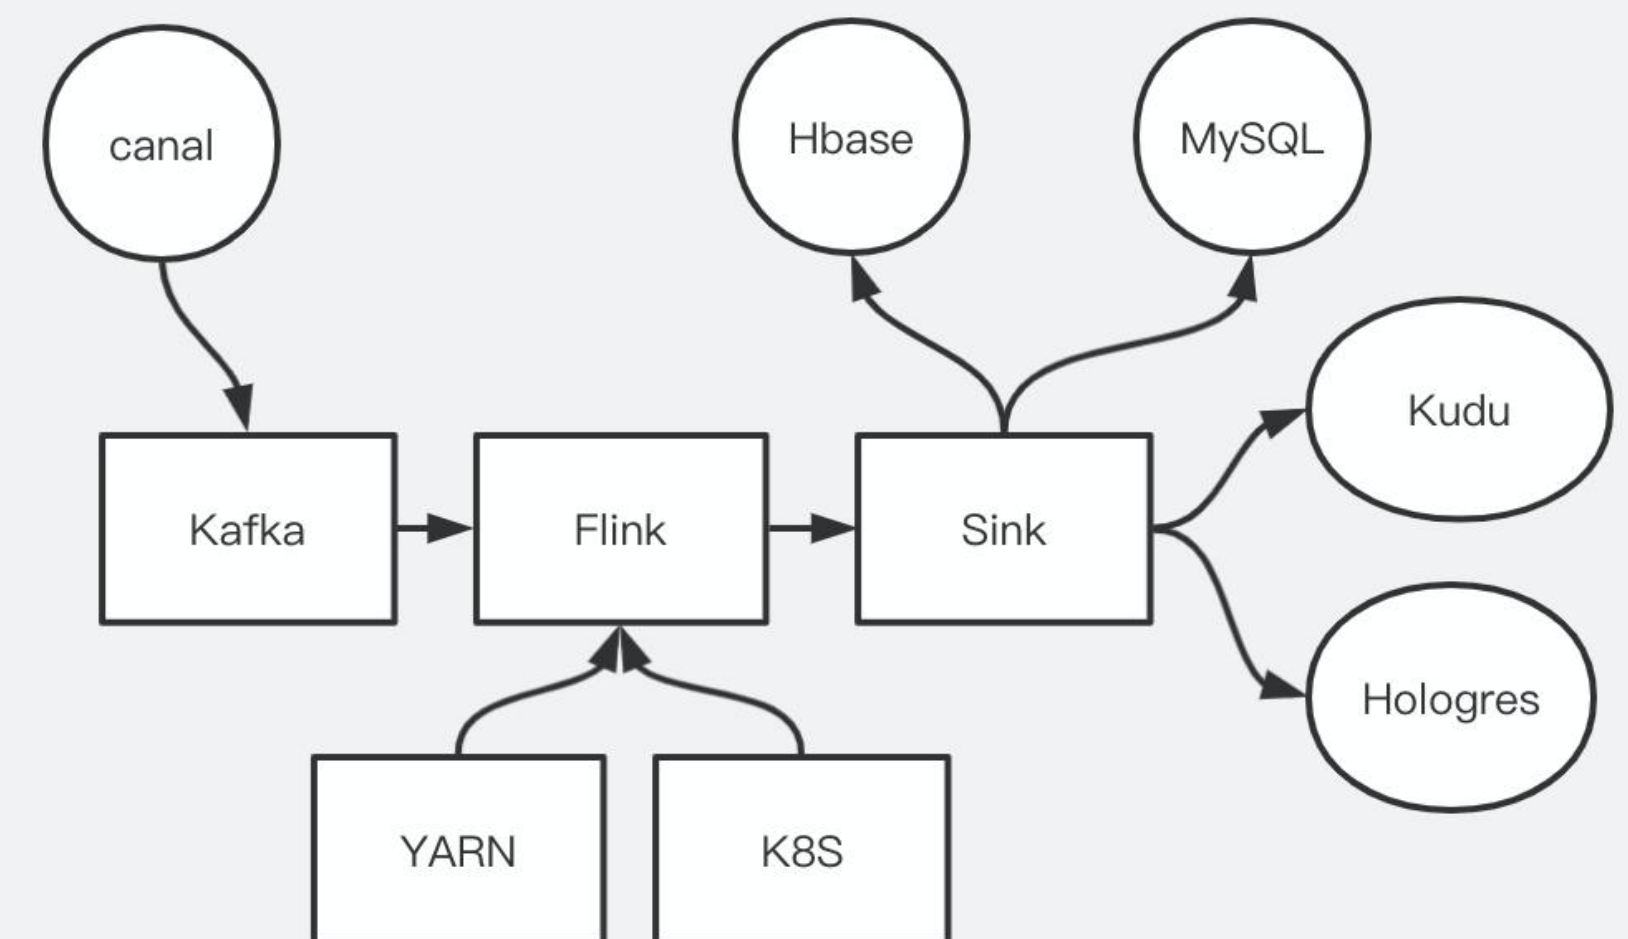 canal
Hbase
MySQL
Kudu
Kafka
Flink
Sink
Hologres
YARN
K8S